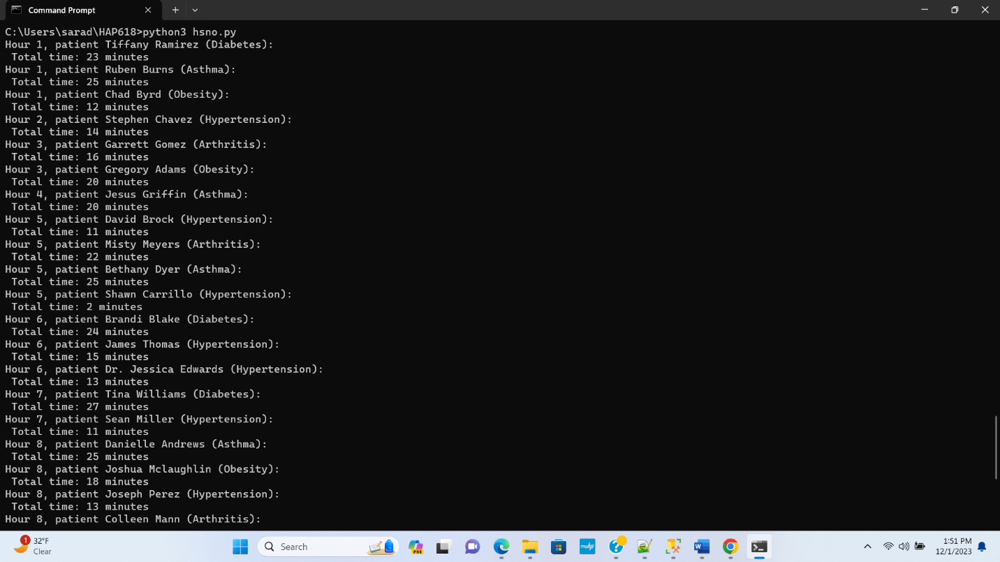 Command Prompt
C:\Users\sarad\HAP618>python3 hsno.py
Hour 1, patient Tiffany Ramirez (Diabetes):
 Total time: 23 minutes
Hour 1, patient Ruben Burns (Asthma):
 Total time: 25 minutes
Hour 1, patient Chad Byrd (Obesity):
 Total time: 12 minutes
Hour 2, patient Stephen Chavez (Hypertension):
 Total time: 14 minutes
Hour 3, patient Garrett Gomez (Arthritis):
 Total time: 16 minutes
Hour 3, patient Gregory Adams (Obesity):
 Total time: 20 minutes
Hour 4, patient Jesus Griffin (Asthma):
 Total time: 20 minutes
Hour 5, patient David Brock (Hypertension):
 Total time: 11 minutes
Hour 5, patient Misty Meyers (Arthritis):
 Total time: 22 minutes
Hour 5, patient Bethany Dyer (Asthma):
 Total time: 25 minutes
Hour 5, patient Shawn Carrillo (Hypertension):
 Total time: 2 minutes
Hour 6, patient Brandi Blake (Diabetes):
 Total time: 24 minutes
Hour 6, patient James Thomas (Hypertension):
 Total time: 15 minutes
Hour 6, patient Dr. Jessica Edwards (Hypertension):
 Total time: 13 minutes
Hour 7, patient Tina Williams (Diabetes):
 Total time: 27 minutes
Hour 7, patient Sean Miller (Hypertension):
 Total time: 11 minutes
Hour 8, patient Danielle Andrews (Asthma):
 Total time: 25 minutes
Hour 8, patient Joshua Mclaughlin (Obesity):
 Total time: 18 minutes
Hour 8, patient Joseph Perez (Hypertension):
 Total time: 13 minutes
Hour 8, patient Colleen Mann (Arthritis):
1
32°F
Clear
Search
PRE
myhp
W
1:51 PM
12/1/2023